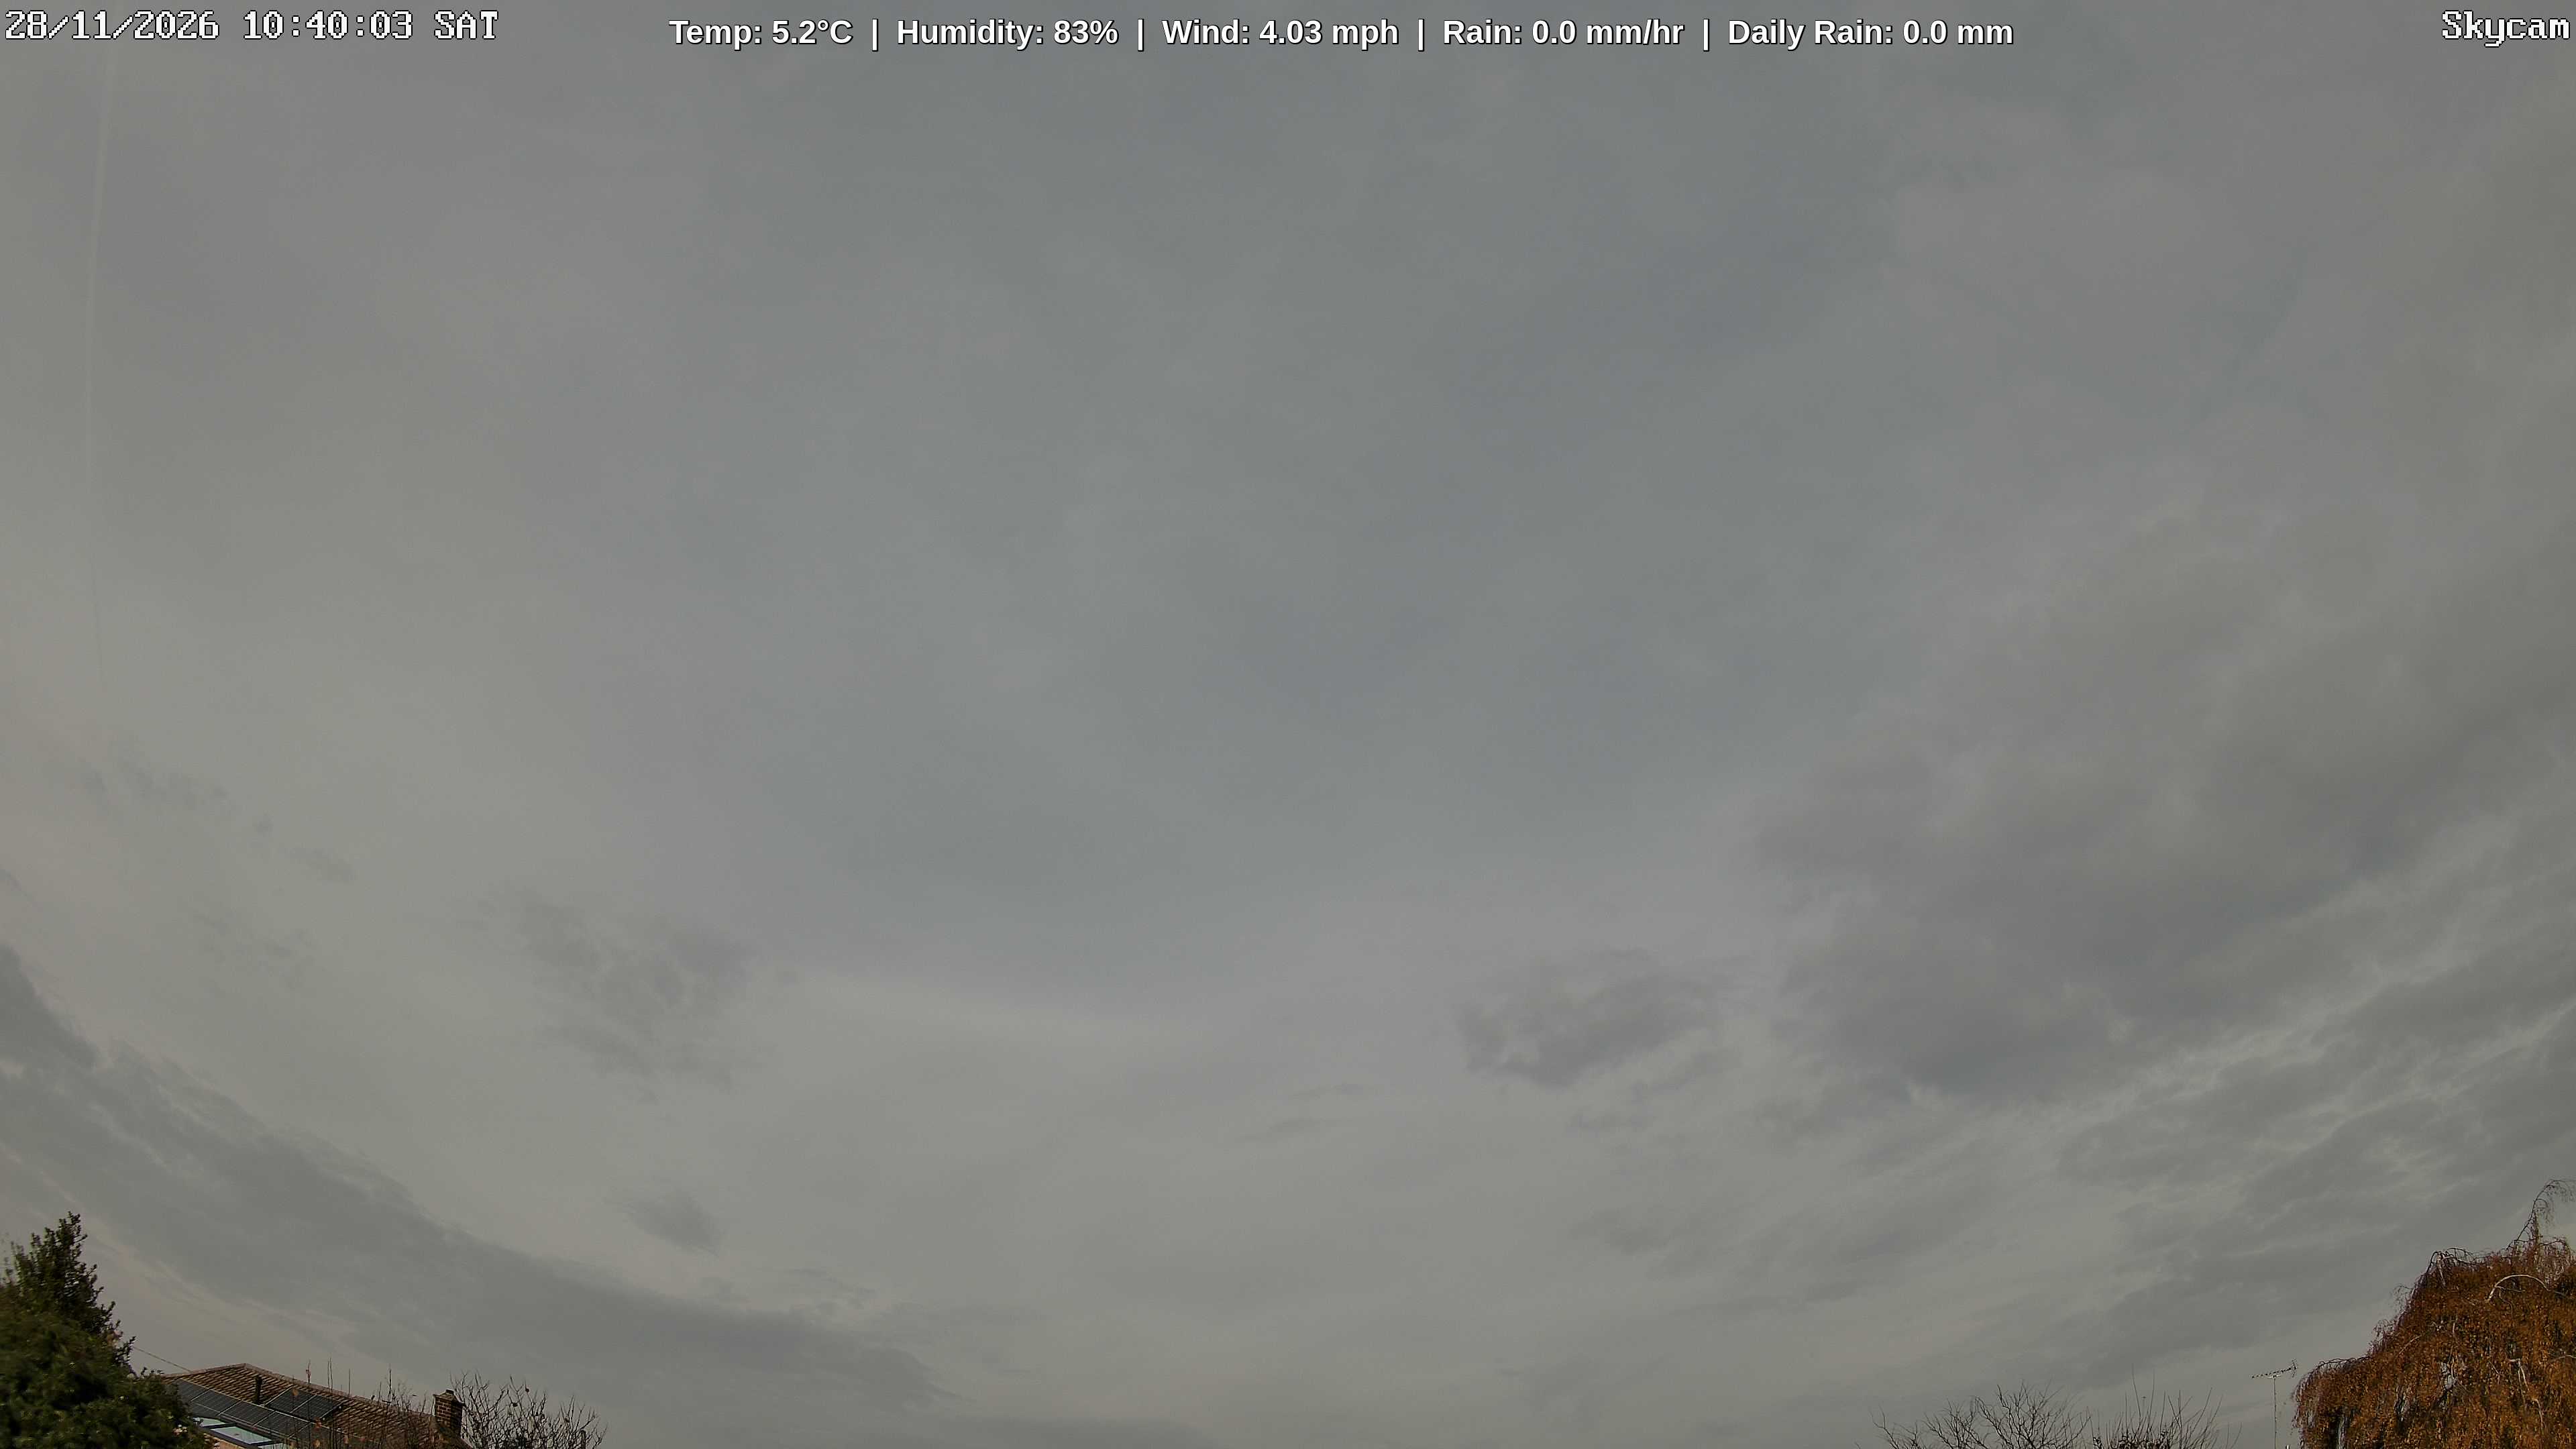 28/11/2026 10:40:03 SAT
Temp: 5.2°C | Humidity: 83% | Wind: 4.03 mph | Rain: 0.0 mm/hr | Daily Rain: 0.0 mm
Skycam